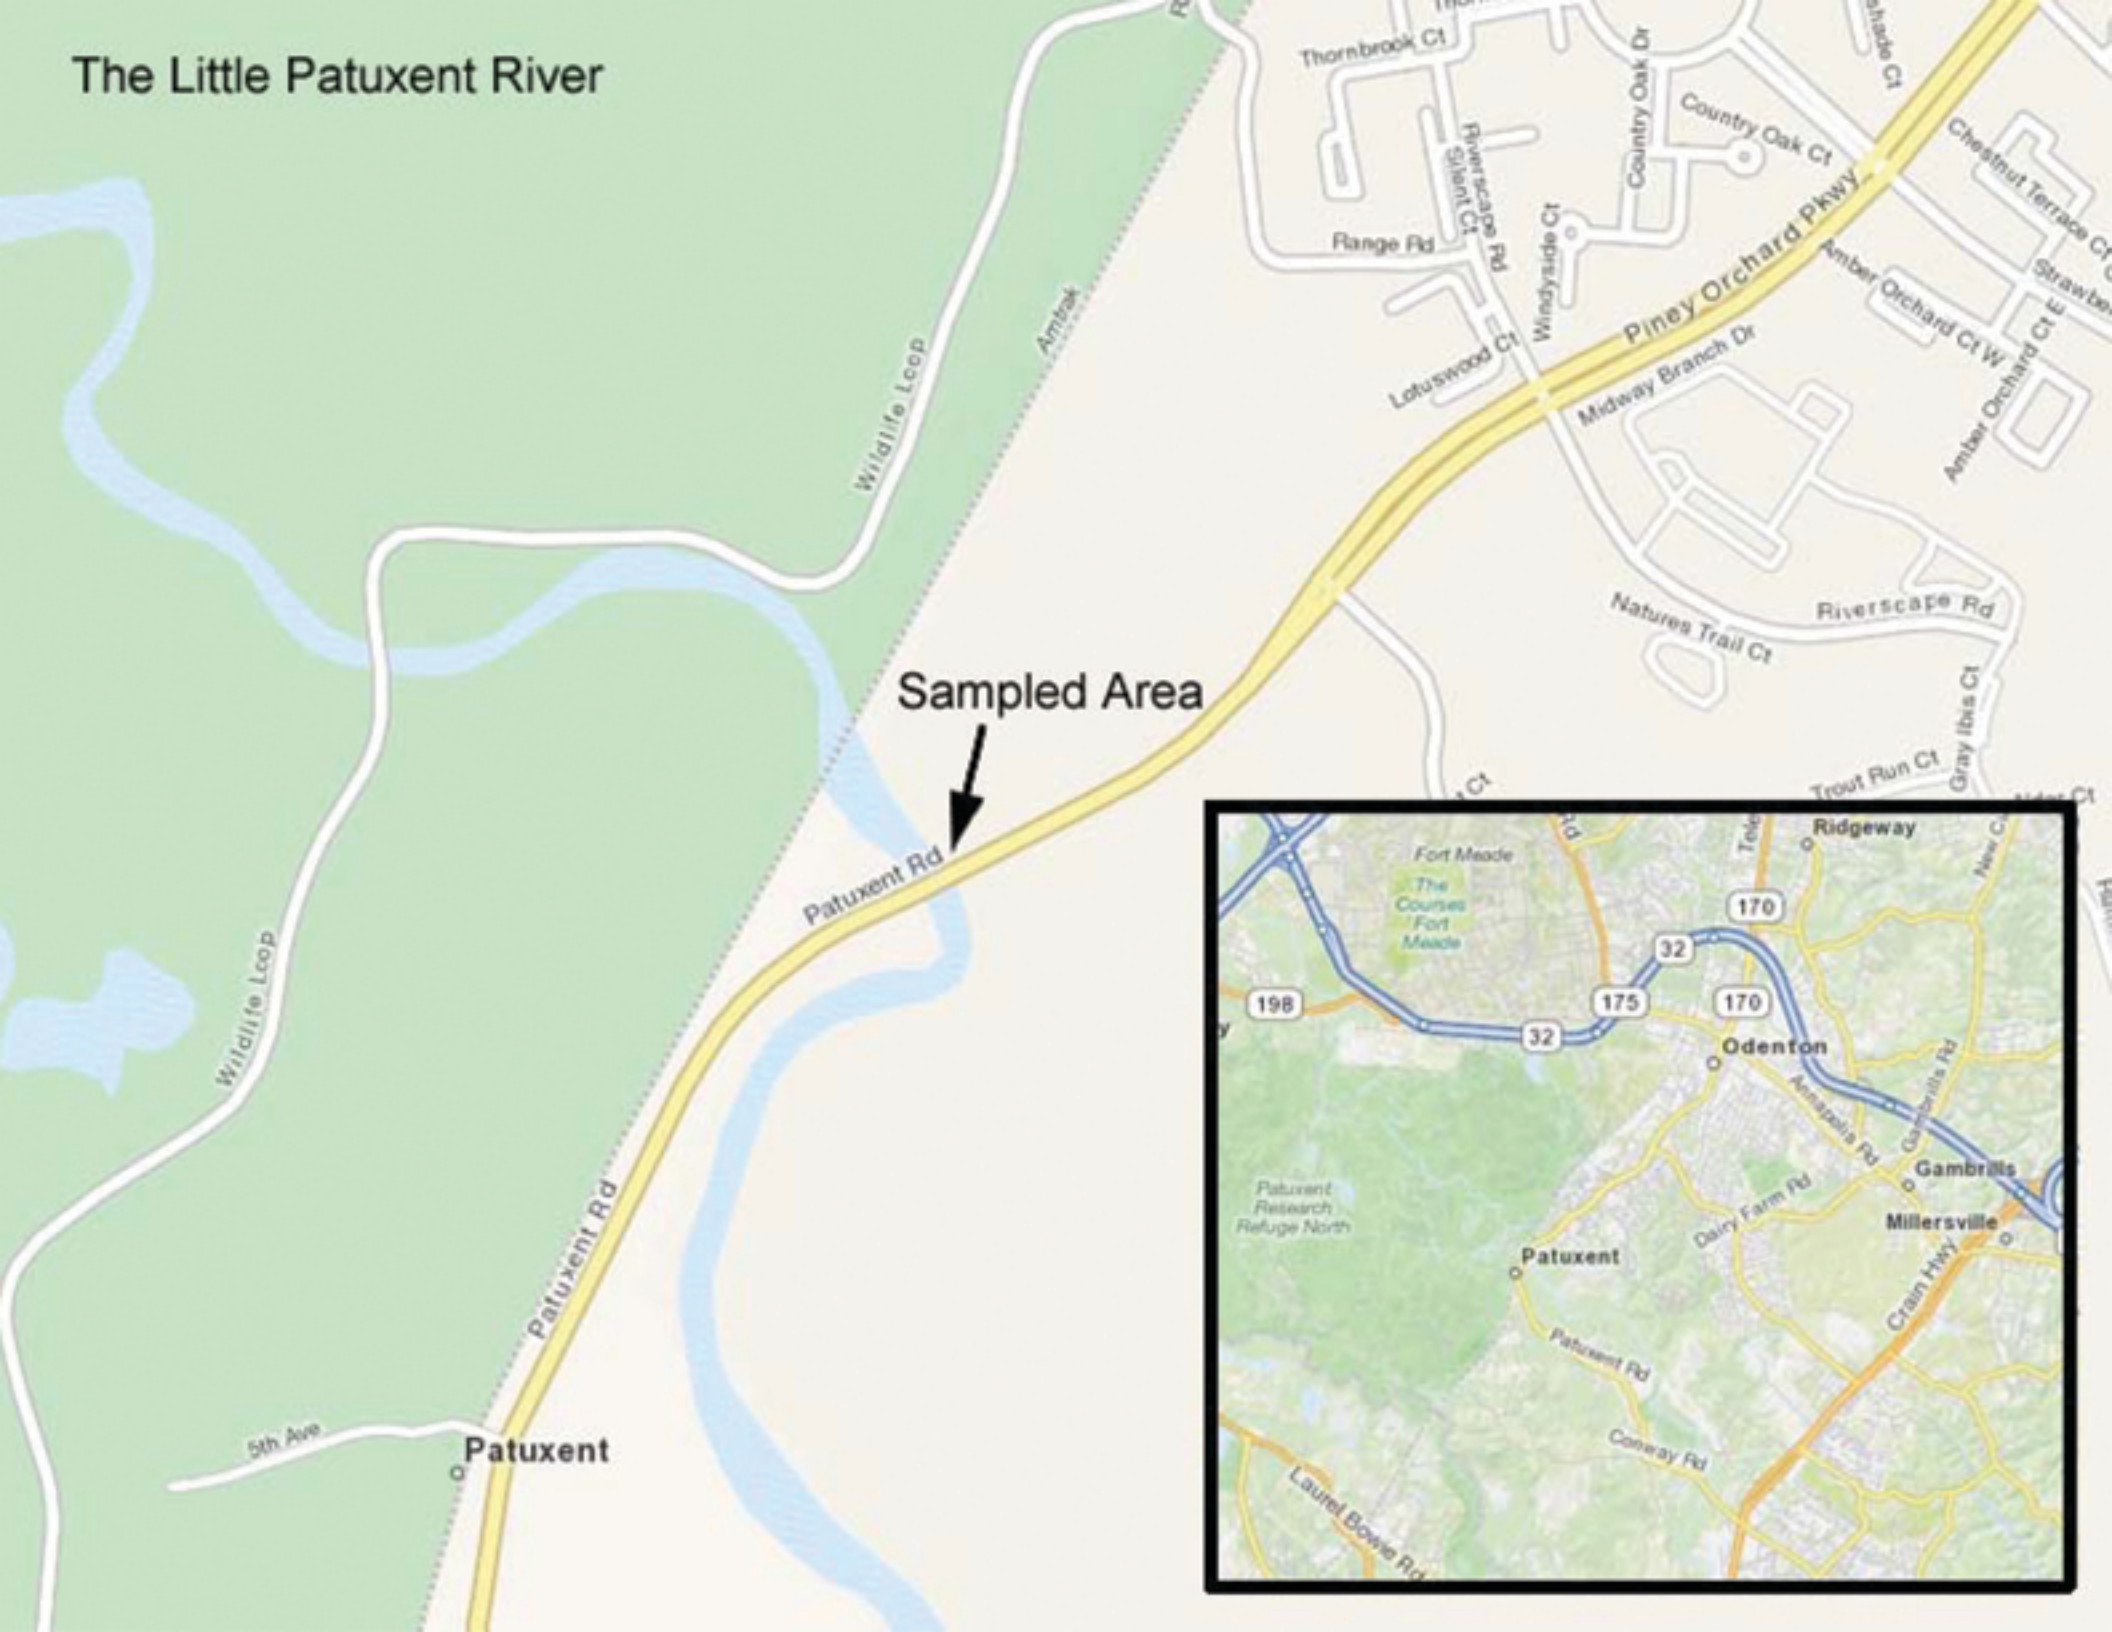 The Little Patuxent River
Thornbrook Ct
Country Oak Dr
Country Oak Ct
Riverscape Rd
Silent Ct
Windyside Ct
Range Rd
Chestnut Terrace Ct
Piney Orchard Pkwy
Amber Orchard Ct W
Amber Orchard Ct E
Midway Branch Dr
Lotuswood Ct
Amtrak
Wildlife Loop
Natures Trail Ct
Riverscape Rd
Gray Ibis Ct
Trout Run Ct
Sampled Area
Patuxent Rd
Wildlife Loop
Patuxent Rd
5th Ave
Patuxent
Ridgeway
Fort Meade
The
Courses
Fort
Meade
170
32
198
175
170
32
Odenton
Annapolis Rd
Gambrills Rd
Gambrills
Patuxent
Research
Refuge North
Dairy Farm Rd
Millersville
Patuxent
Crain Hwy
Patuxent Rd
Conway Rd
Laurel Bowie Rd